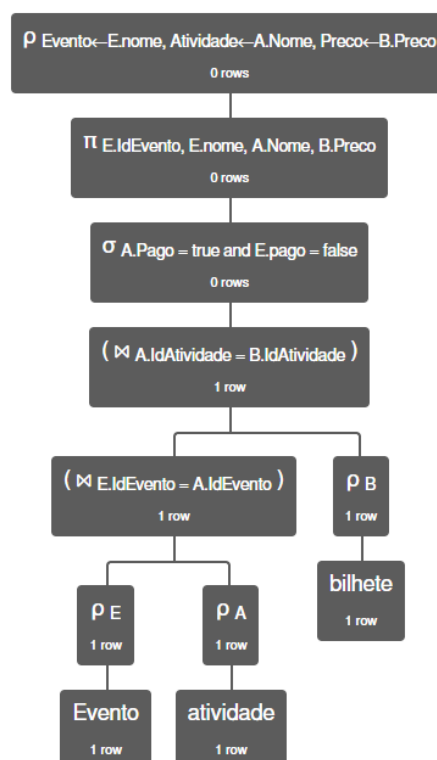 ρ Evento←E.nome, Atividade←A.Nome, Preco←B.Preco
0 rows
π E.IdEvento, E.nome, A.Nome, B.Preco
0 rows
σ A.Pago = true and E.pago = false
0 rows
( ⋈ A.IdAtividade = B.IdAtividade )
1 row
( ⋈ E.IdEvento = A.IdEvento )
1 row
ρ B
1 row
ρ E
1 row
ρ A
1 row
bilhete
1 row
Evento
1 row
atividade
1 row